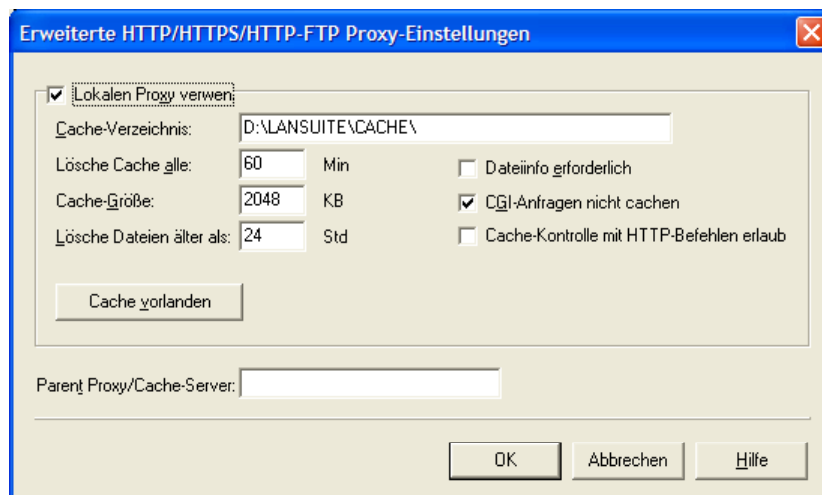 Erweiterte HTTP/HTTPS/HTTP-FTP Proxy-Einstellungen
Lokalen Proxy verwen
Cache-Verzeichnis: D:\LANSUITE\CACHE\
Lösche Cache alle: 60 Min Dateiinfo erforderlich
Cache-Größe: 2048 KB CGI-Anfragen nicht cachen
Lösche Dateien älter als: 24 Std Cache-Kontrolle mit HTTP-Befehlen erlaub
Cache vorlanden
Parent Proxy/Cache-Server:
OK Abbrechen Hilfe